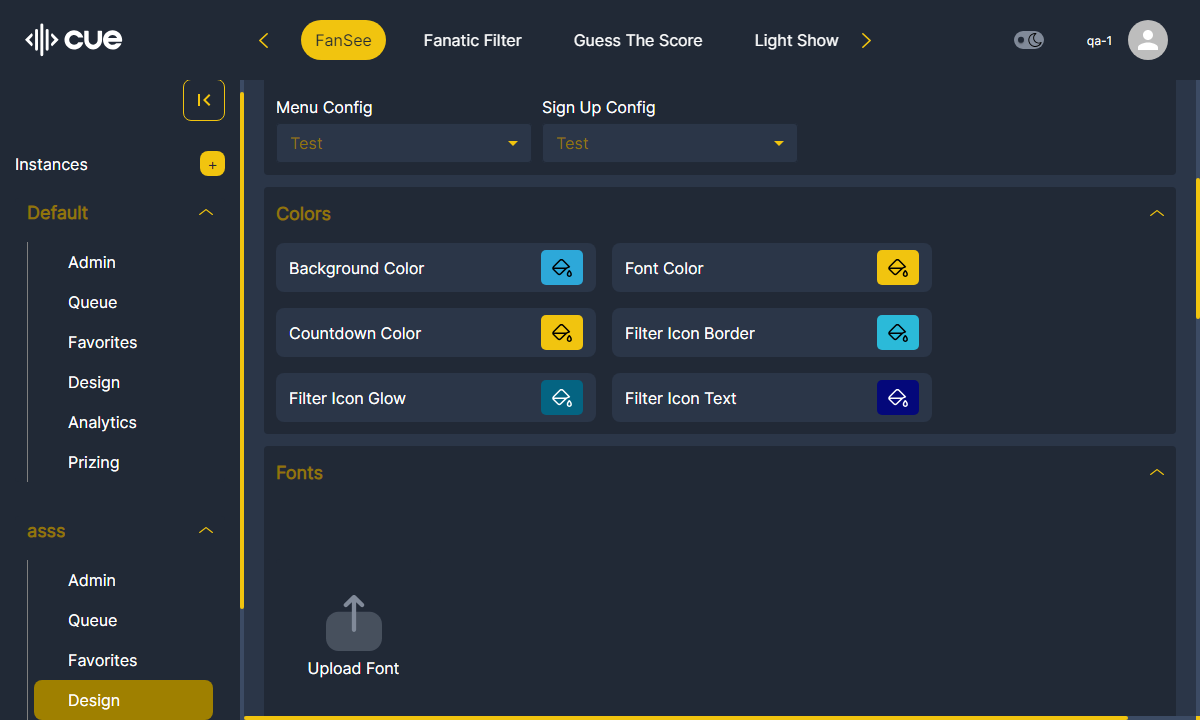 cue
FanSee
Fanatic Filter
Guess The Score
Light Show
qa-1
Instances
+
Default
Admin
Queue
Favorites
Design
Analytics
Prizing
asss
Admin
Queue
Favorites
Design
Menu Config
Sign Up Config
Test
Test
Colors
Background Color
Font Color
Countdown Color
Filter Icon Border
Filter Icon Glow
Filter Icon Text
Fonts
Upload Font